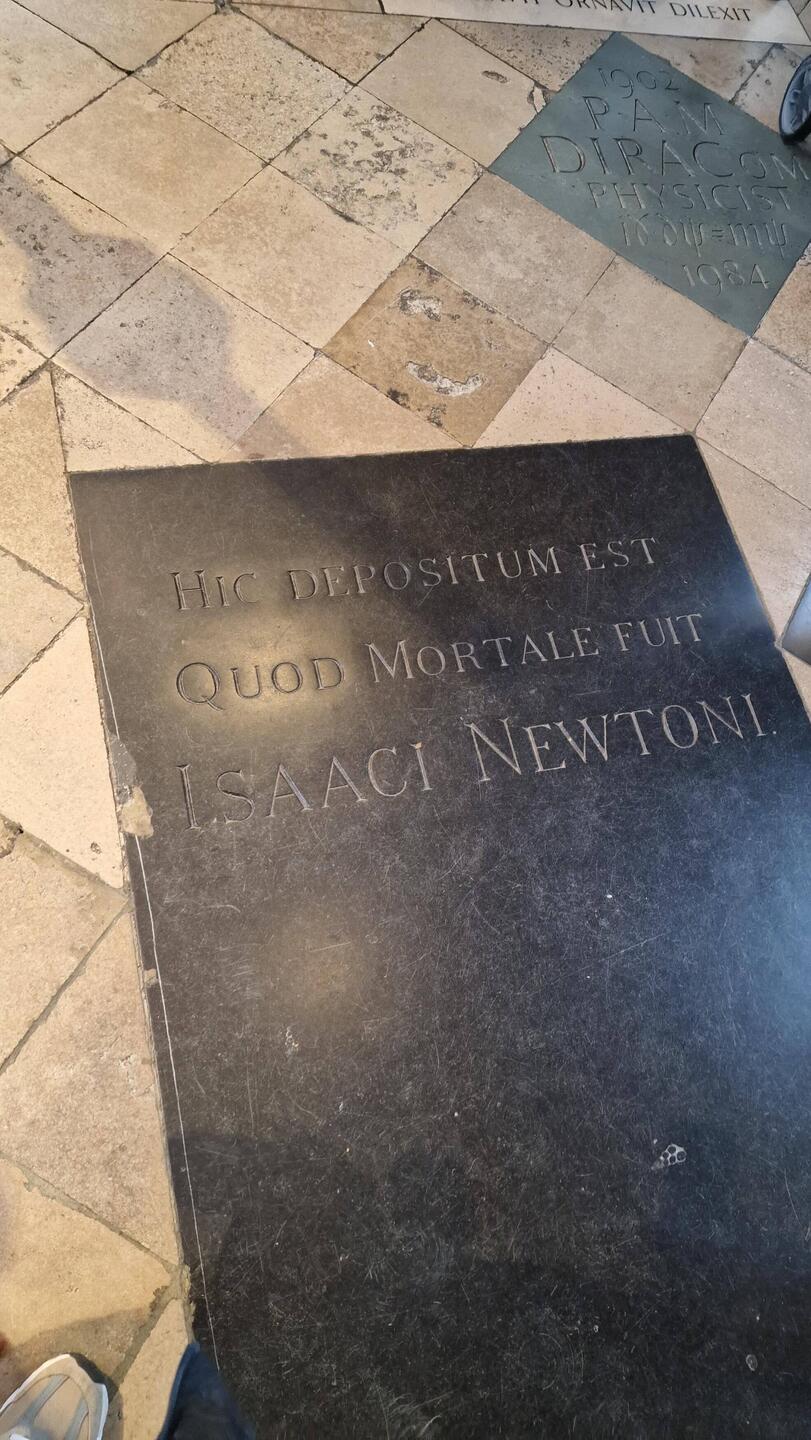 ORNAVIT DILEXIT
1902
P·A·M
DIRAC OM
PHYSICIST
iγ·∂ψ=mψ
1984
HIC DEPOSITUM EST
QUOD MORTALE FUIT
ISAACI NEWTONI.